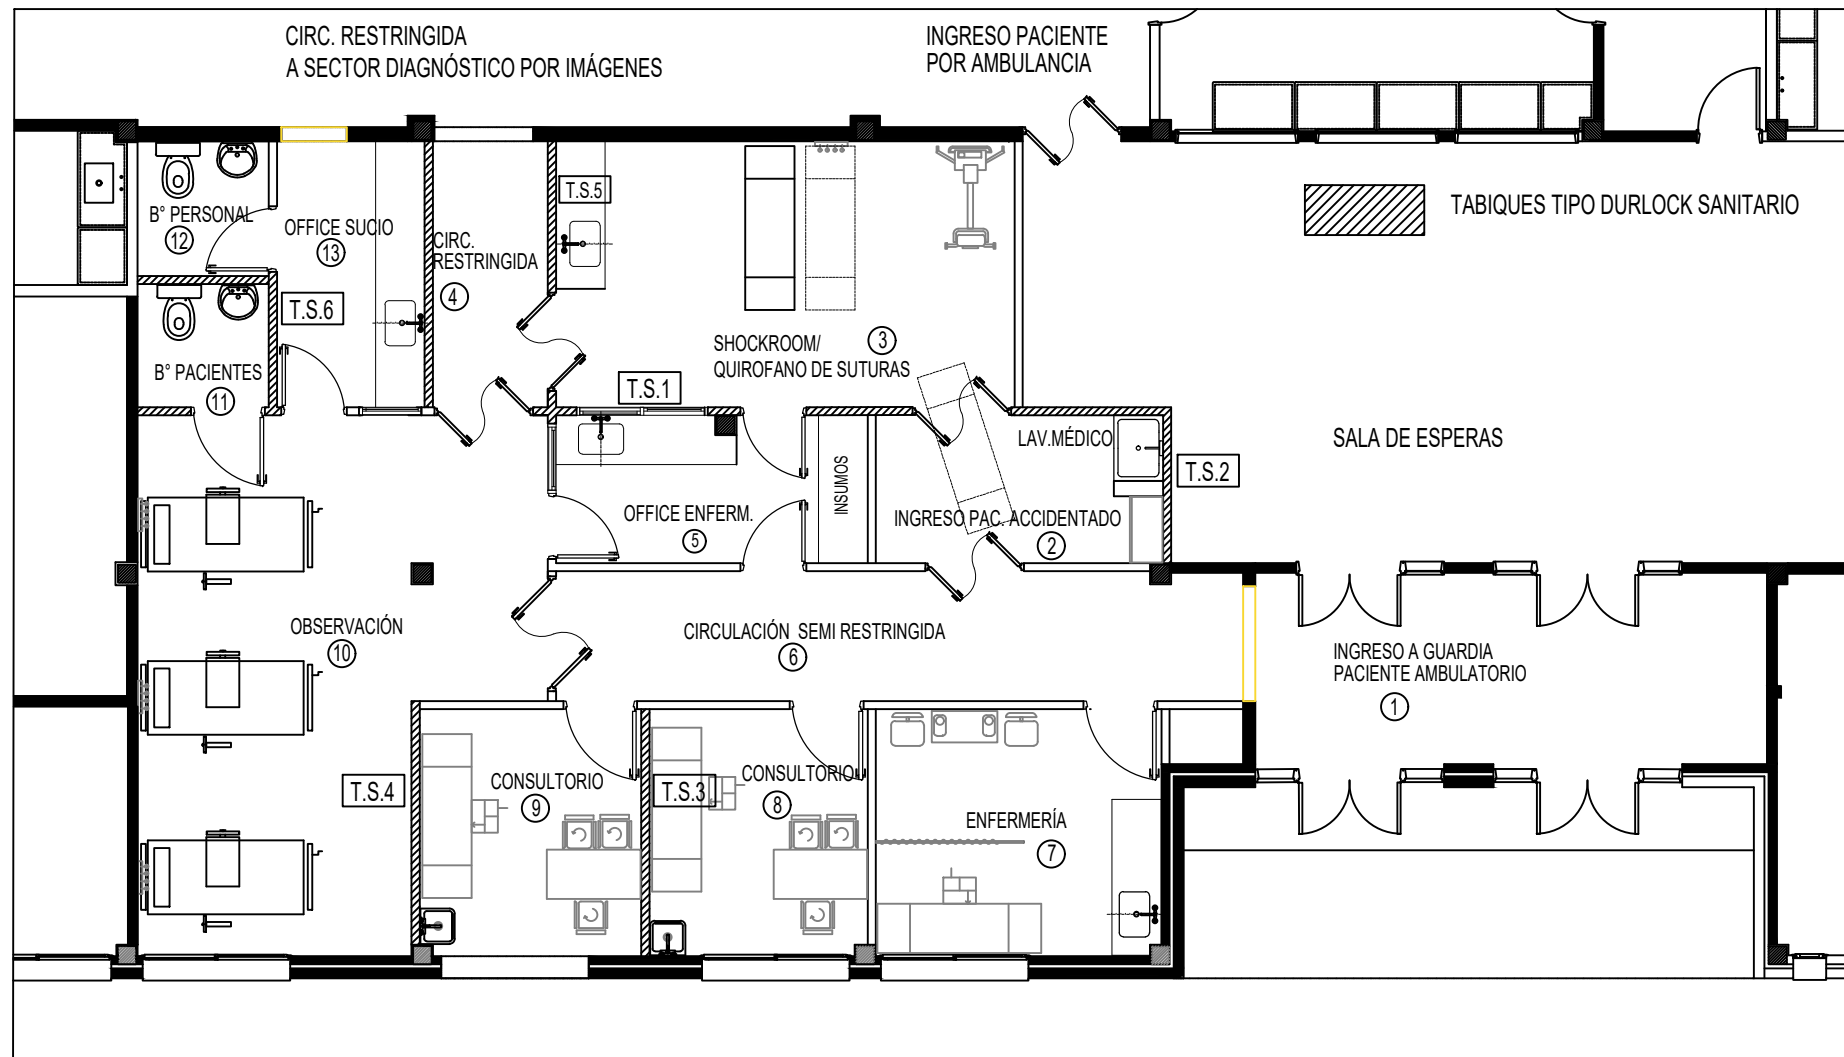 CIRC. RESTRINGIDA
A SECTOR DIAGNÓSTICO POR IMÁGENES
INGRESO PACIENTE
POR AMBULANCIA
TABIQUES TIPO DURLOCK SANITARIO
B° PERSONAL
12
OFFICE SUCIO
13
CIRC.
RESTRINGIDA
4
T.S.5
T.S.6
B° PACIENTES
11
SHOCKROOM/
QUIROFANO DE SUTURAS
3
T.S.1
LAV.MÉDICO
T.S.2
SALA DE ESPERAS
INSUMOS
OFFICE ENFERM.
5
INGRESO PAC. ACCIDENTADO
2
OBSERVACIÓN
10
CIRCULACIÓN SEMI RESTRINGIDA
6
INGRESO A GUARDIA
PACIENTE AMBULATORIO
1
T.S.4
CONSULTORIO
9
T.S.3
CONSULTORIO
8
ENFERMERÍA
7